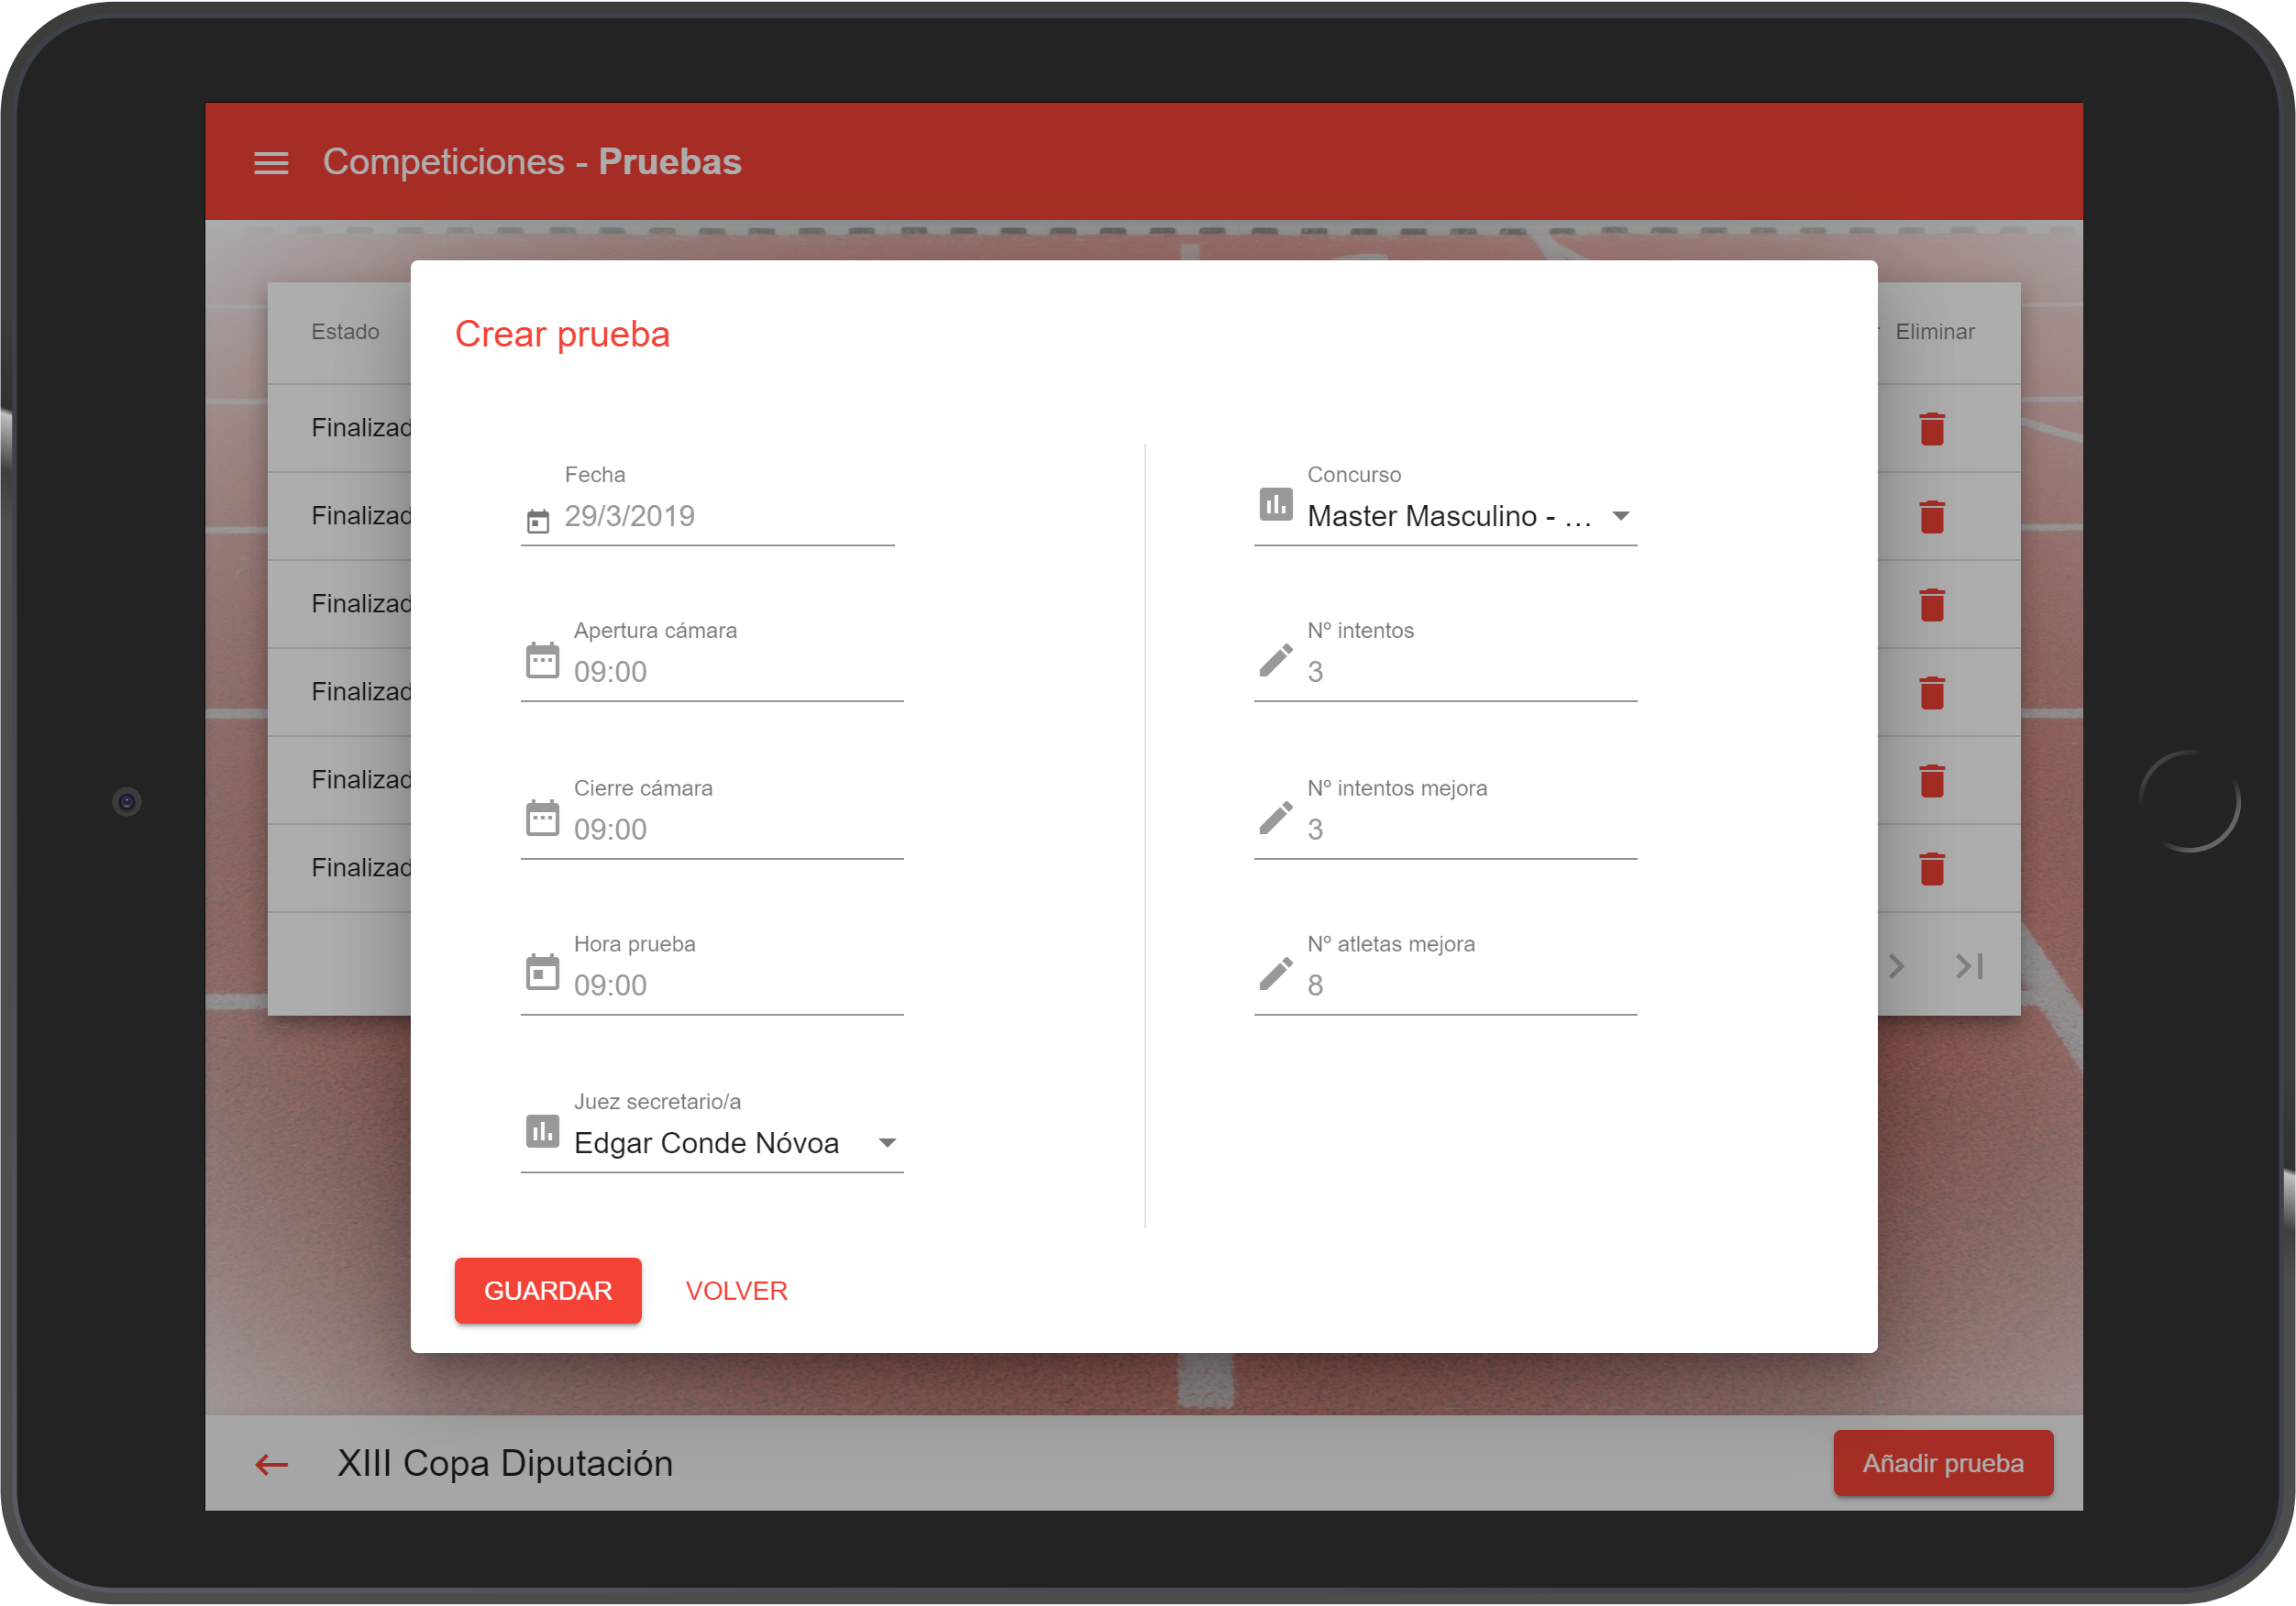 Competiciones - Pruebas
Estado
Eliminar
Finalizad
Finalizad
Finalizad
Finalizad
Finalizad
Finalizad
Crear prueba
Fecha
29/3/2019
Apertura cámara
09:00
Cierre cámara
09:00
Hora prueba
09:00
Juez secretario/a
Edgar Conde Nóvoa
Concurso
Master Masculino - ...
Nº intentos
3
Nº intentos mejora
3
Nº atletas mejora
8
GUARDAR
VOLVER
XIII Copa Diputación
Añadir prueba